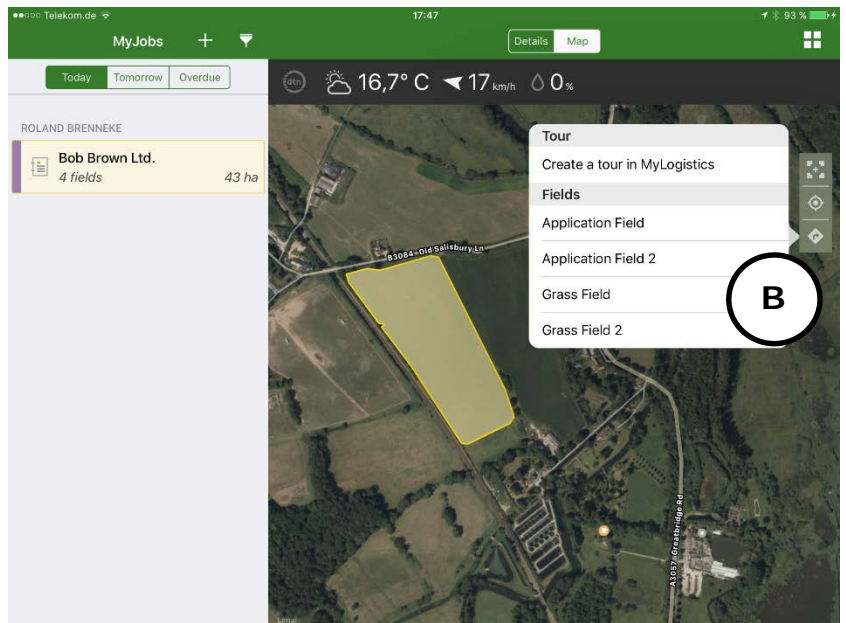 Telekom.de
17:47
93 %
MyJobs
Details
Map
Today
Tomorrow
Overdue
dtn
16,7° C
17 km/h
0%
ROLAND BRENNEKE
Bob Brown Ltd.
4 fields
43 ha
Tour
Create a tour in MyLogistics
Fields
Application Field
Application Field 2
Grass Field
Grass Field 2
B
B3084-Old Salisbury Ln
A3057-Greatbridge Rd
Legal